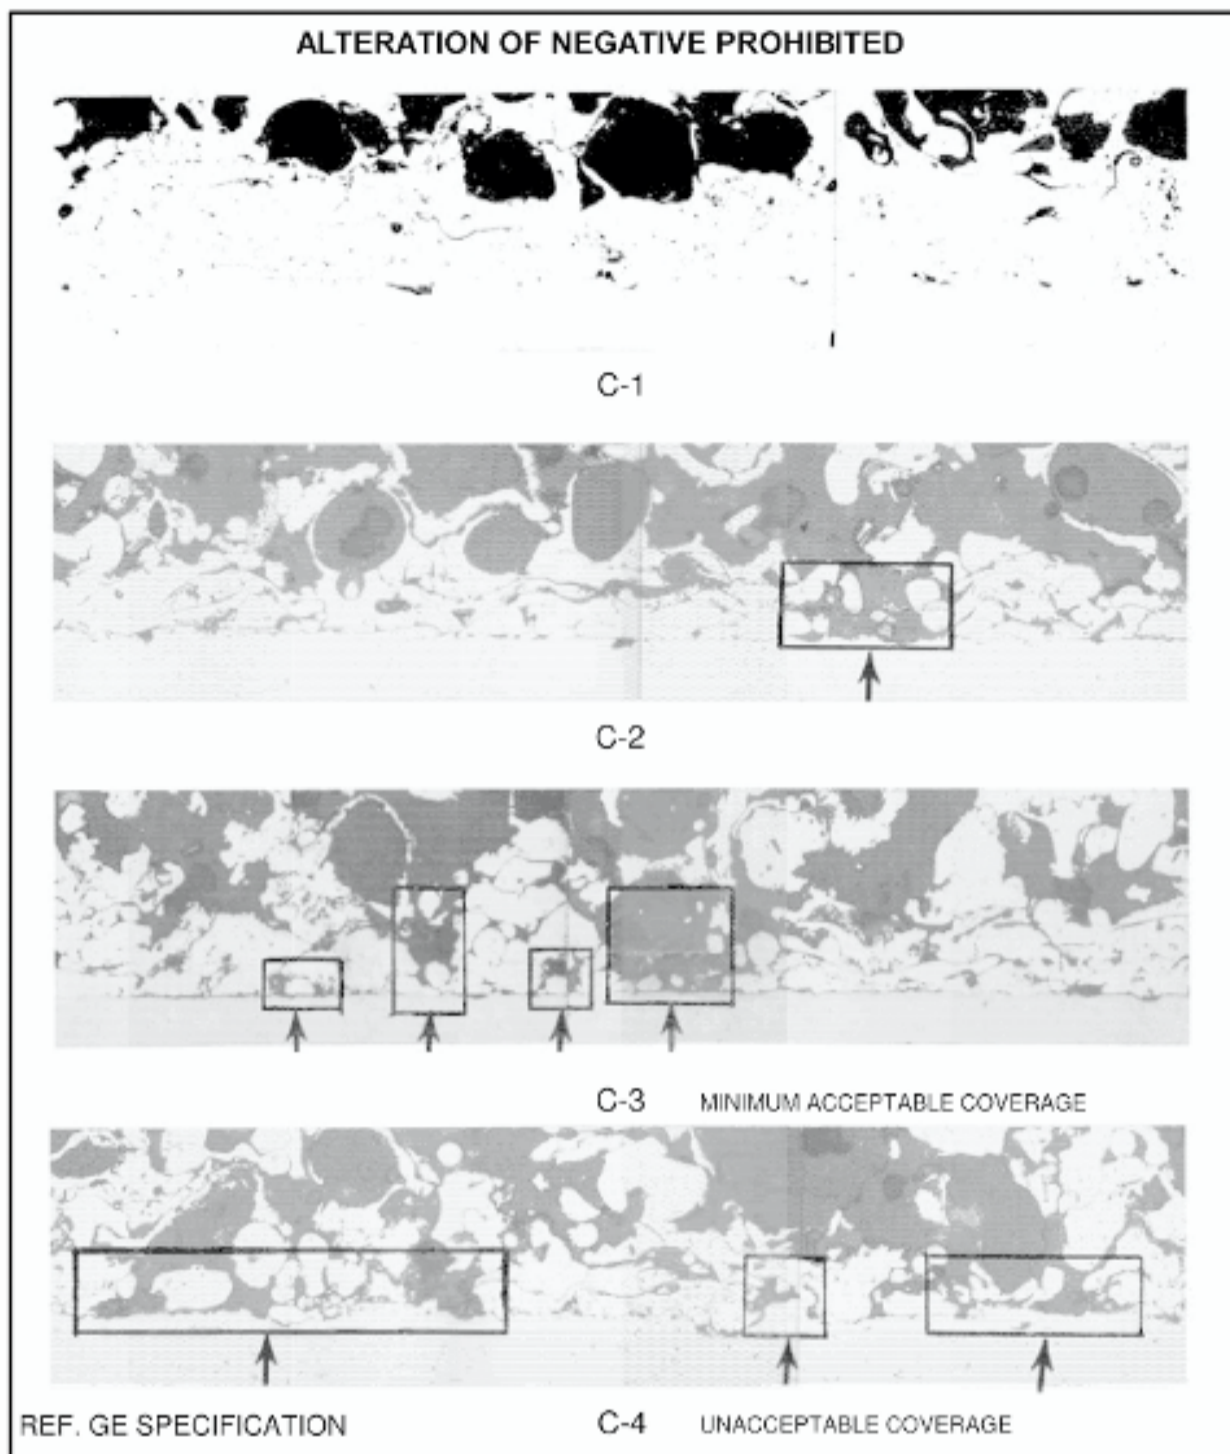 ALTERATION OF NEGATIVE PROHIBITED
C-1
C-2
C-3 MINIMUM ACCEPTABLE COVERAGE
REF. GE SPECIFICATION C-4 UNACCEPTABLE COVERAGE